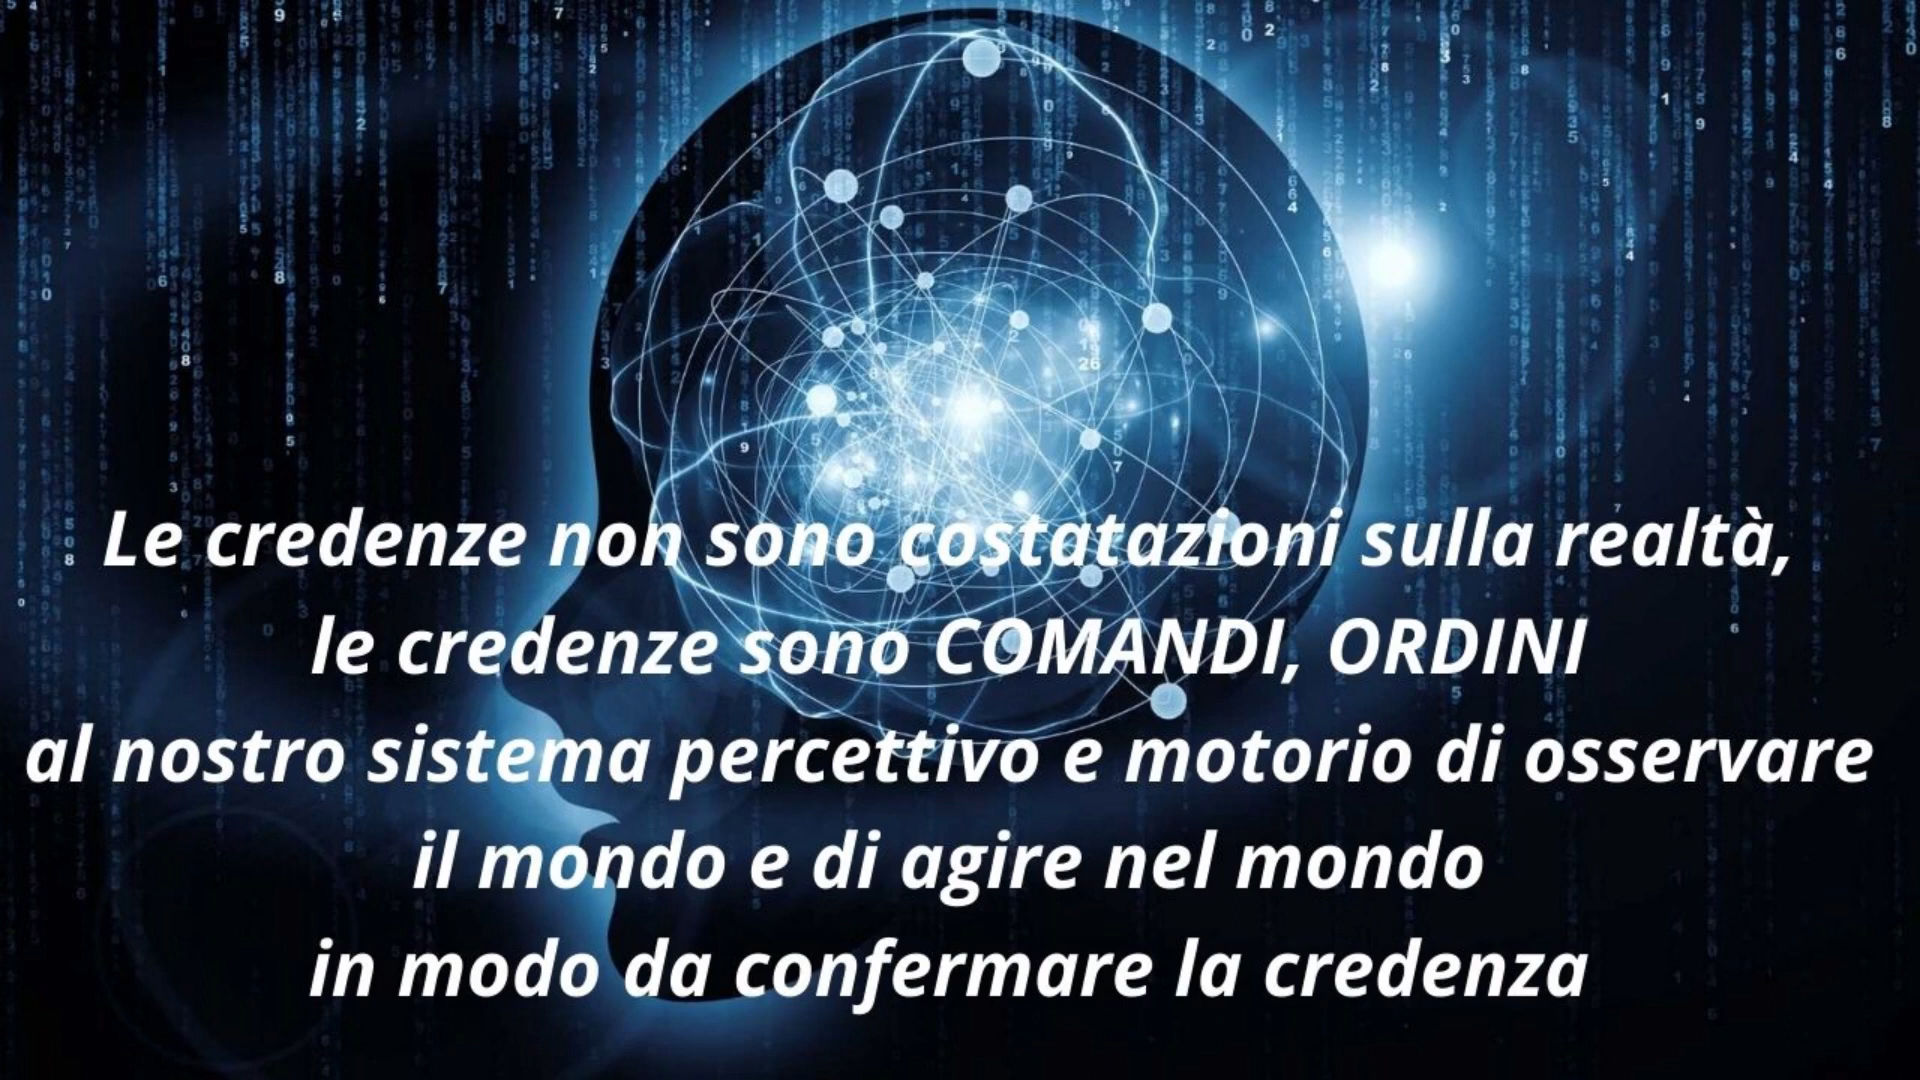 Le credenze non sono costatazioni sulla realtà,
le credenze sono COMANDI, ORDINI
al nostro sistema percettivo e motorio di osservare
il mondo e di agire nel mondo
in modo da confermare la credenza